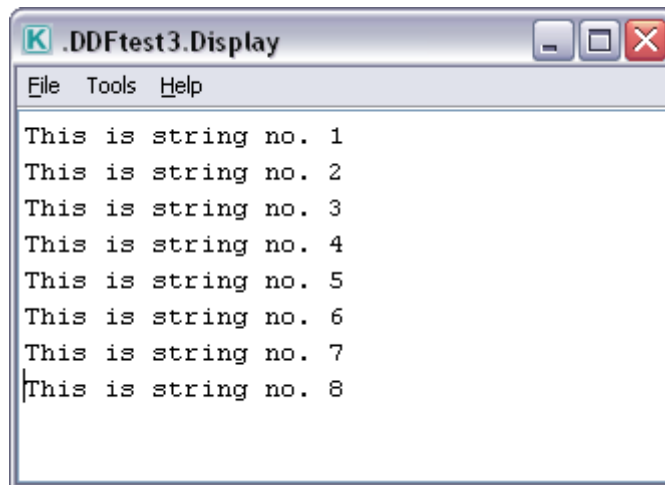 K .DDFtest3.Display
File Tools Help
This is string no. 1
This is string no. 2
This is string no. 3
This is string no. 4
This is string no. 5
This is string no. 6
This is string no. 7
This is string no. 8